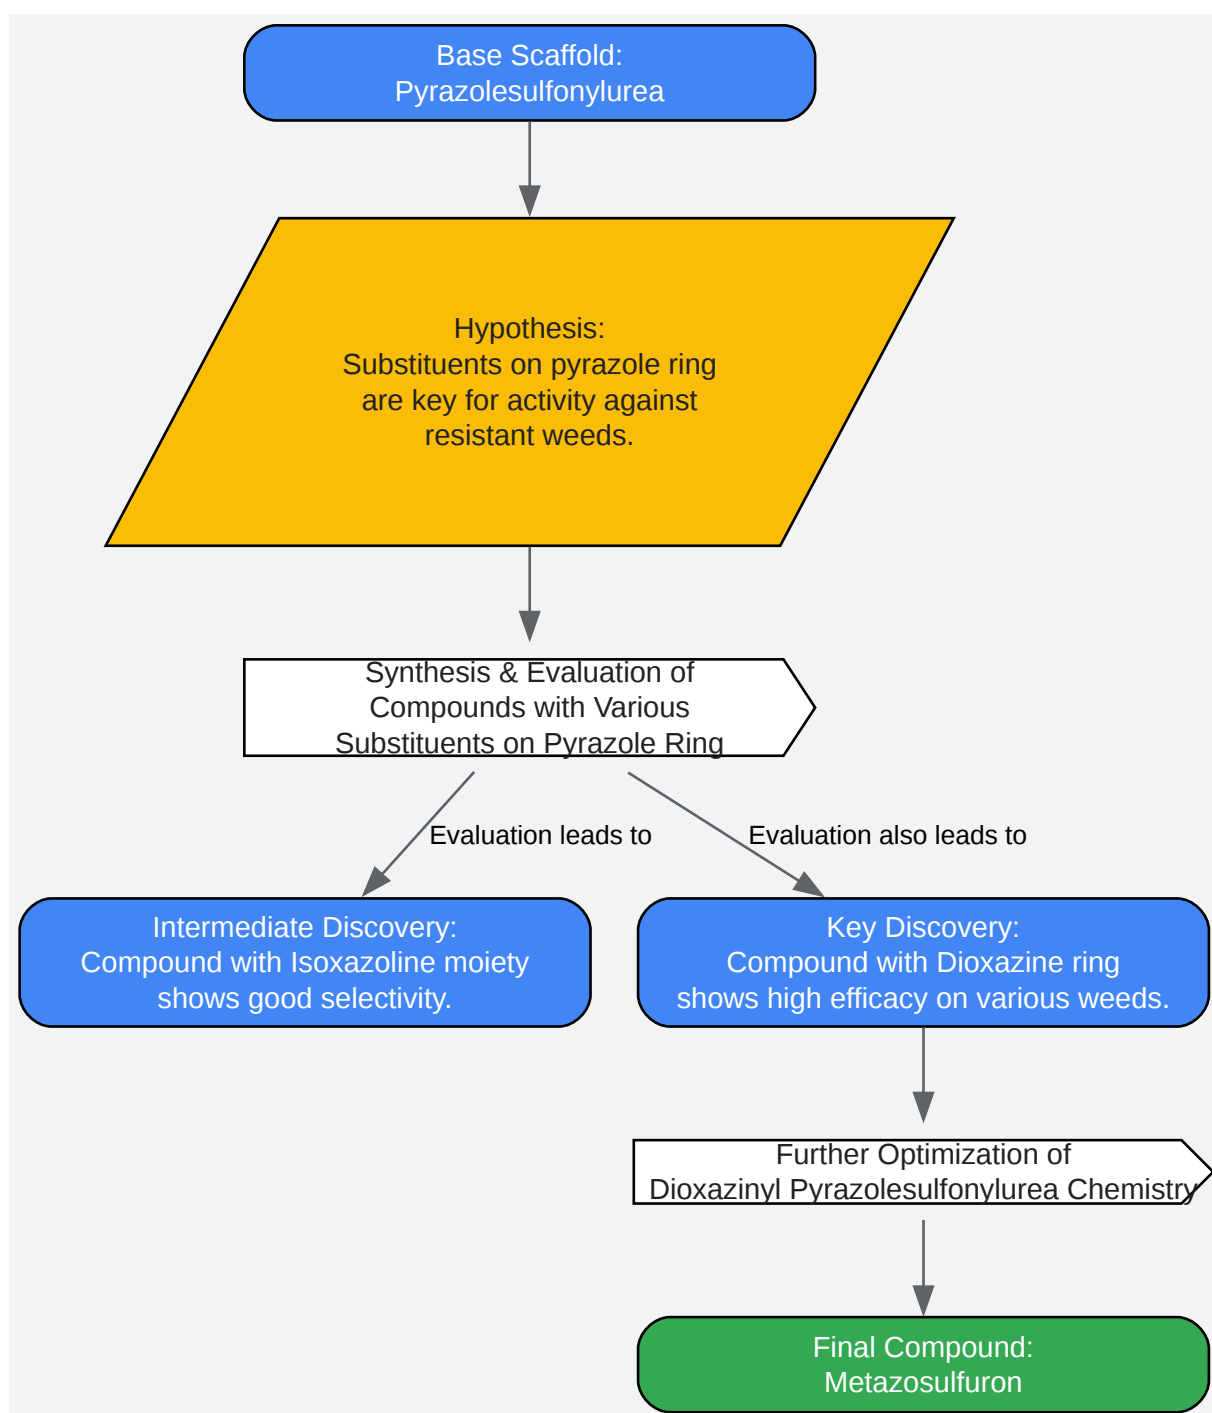 Base Scaffold:
Pyrazolesulfonylurea
Hypothesis:
Substituents on pyrazole ring
are key for activity against
resistant weeds.
Synthesis & Evaluation of
Compounds with Various
Substituents on Pyrazole Ring
Evaluation leads to
Evaluation also leads to
Intermediate Discovery:
Compound with Isoxazoline moiety
shows good selectivity.
Key Discovery:
Compound with Dioxazine ring
shows high efficacy on various weeds.
Further Optimization of
Dioxazinyl Pyrazolesulfonylurea Chemistry
Final Compound:
Metazosulfuron